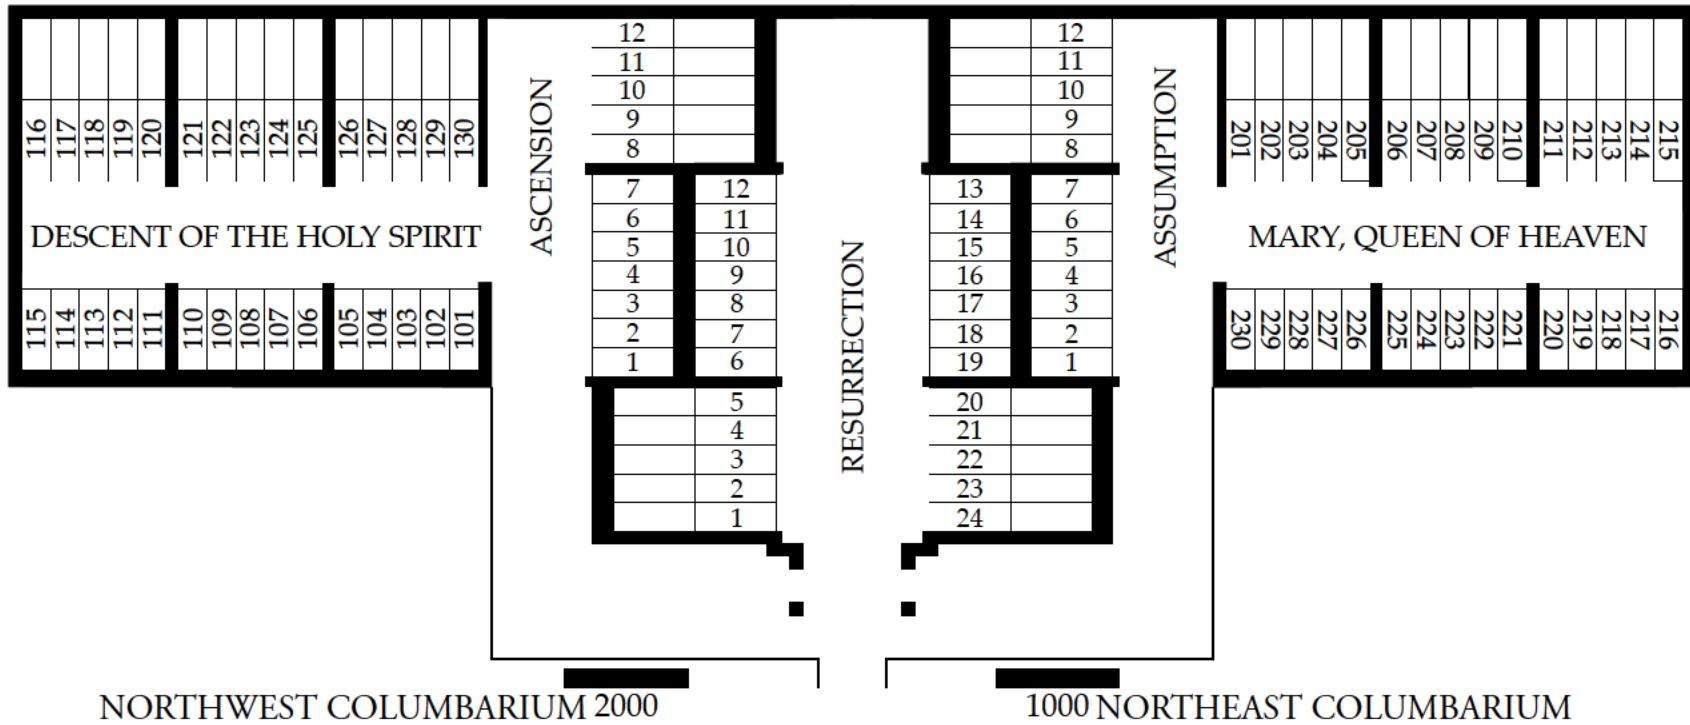 12 12
11 11
10 10
9 9
8 8
116 117 118 119 120 121 122 123 124 125 126 127 128 129 130
201 202 203 204 205 206 207 208 209 210 211 212 213 214 215
ASCENSION
ASSUMPTION
7 12 13 7
6 11 14 6
5 10 15 5
4 9 16 4
3 8 17 3
2 7 18 2
1 6 19 1
DESCENT OF THE HOLY SPIRIT
MARY, QUEEN OF HEAVEN
RESURRECTION
115 114 113 112 111 110 109 108 107 106 105 104 103 102 101
230 229 228 227 226 225 224 223 222 221 220 219 218 217 216
5 20
4 21
3 22
2 23
1 24
NORTHWEST COLUMBARIUM 2000
1000 NORTHEAST COLUMBARIUM